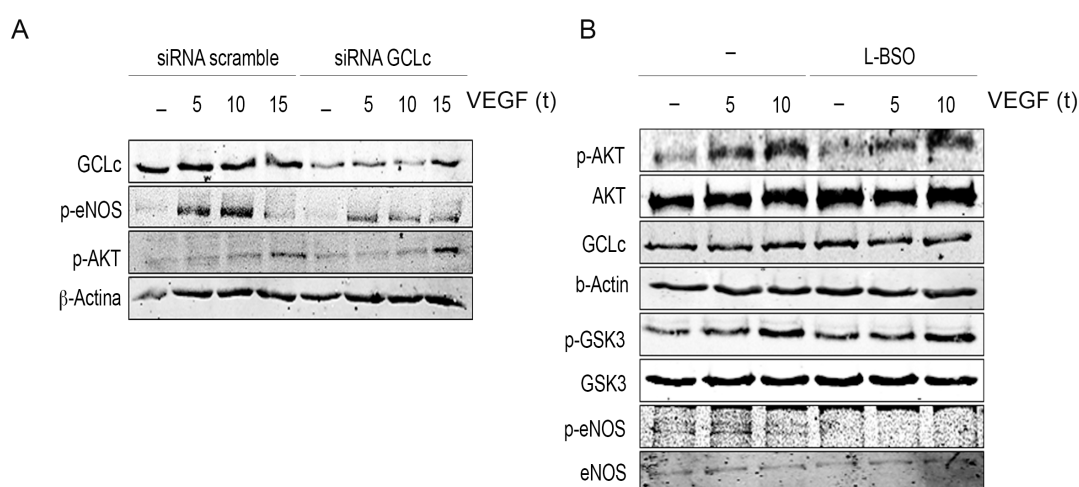 A
siRNA scramble siRNA GCLc
– 5 10 15 – 5 10 15 VEGF (t)
GCLc
p-eNOS
p-AKT
β-Actina
B
– L-BSO
– 5 10 – 5 10 VEGF (t)
p-AKT
AKT
GCLc
b-Actin
p-GSK3
GSK3
p-eNOS
eNOS